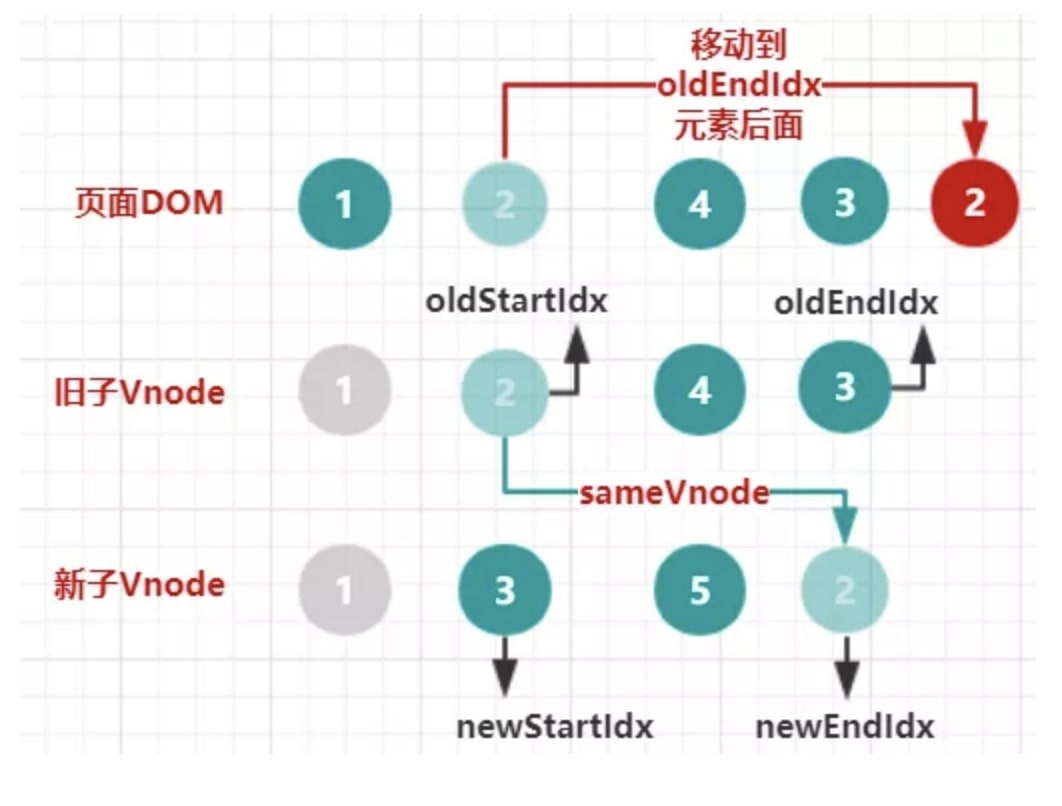 移动到
oldEndIdx
元素后面
页面DOM
1
2
4
3
2
oldStartIdx
oldEndIdx
旧子Vnode
1
2
4
3
sameVnode
新子Vnode
1
3
5
2
newStartIdx
newEndIdx